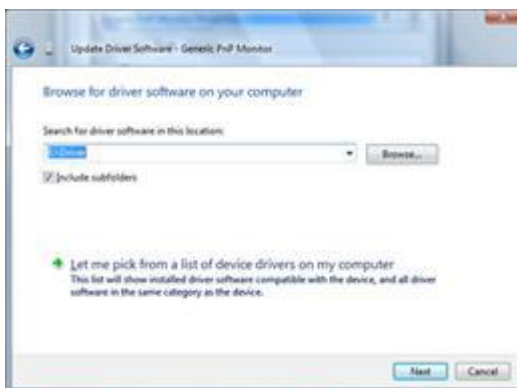 Update Driver Software - Generic PnP Monitor
Browse for driver software on your computer
Search for driver software in this location:
Browse...
Include subfolders
Let me pick from a list of device drivers on my computer
This list will show installed driver software compatible with the device, and all driver
software in the same category as the device.
Next Cancel